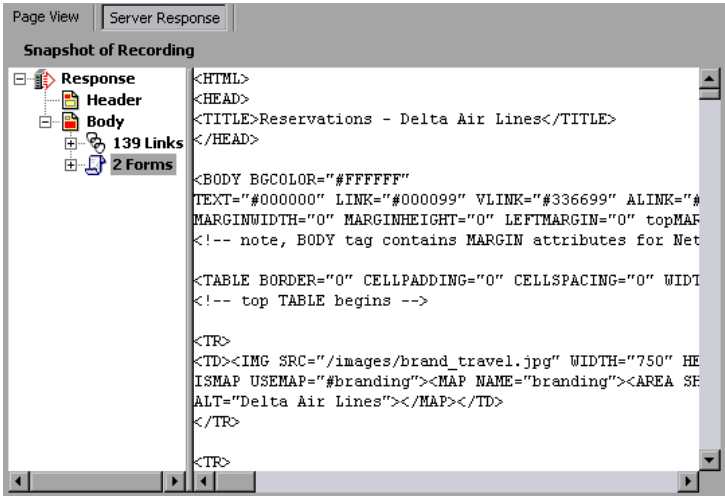 Page View
Server Response
Snapshot of Recording
Response
Header
Body
139 Links
2 Forms
<HTML>
<HEAD>
<TITLE>Reservations - Delta Air Lines</TITLE>
</HEAD>
<BODY BGCOLOR="#FFFFFF"
TEXT="#000000" LINK="#000099" VLINK="#336699" ALINK="#
MARGINWIDTH="0" MARGINHEIGHT="0" LEFTMARGIN="0" topMAR
<!-- note, BODY tag contains MARGIN attributes for Net
<TABLE BORDER="0" CELLPADDING="0" CELLSPACING="0" WIDT
<!-- top TABLE begins -->
<TR>
<TD><IMG SRC="/images/brand_travel.jpg" WIDTH="750" HE
ISMAP USEMAP="#branding"><MAP NAME="branding"><AREA SH
ALT="Delta Air Lines"></MAP></TD>
</TR>
<TR>